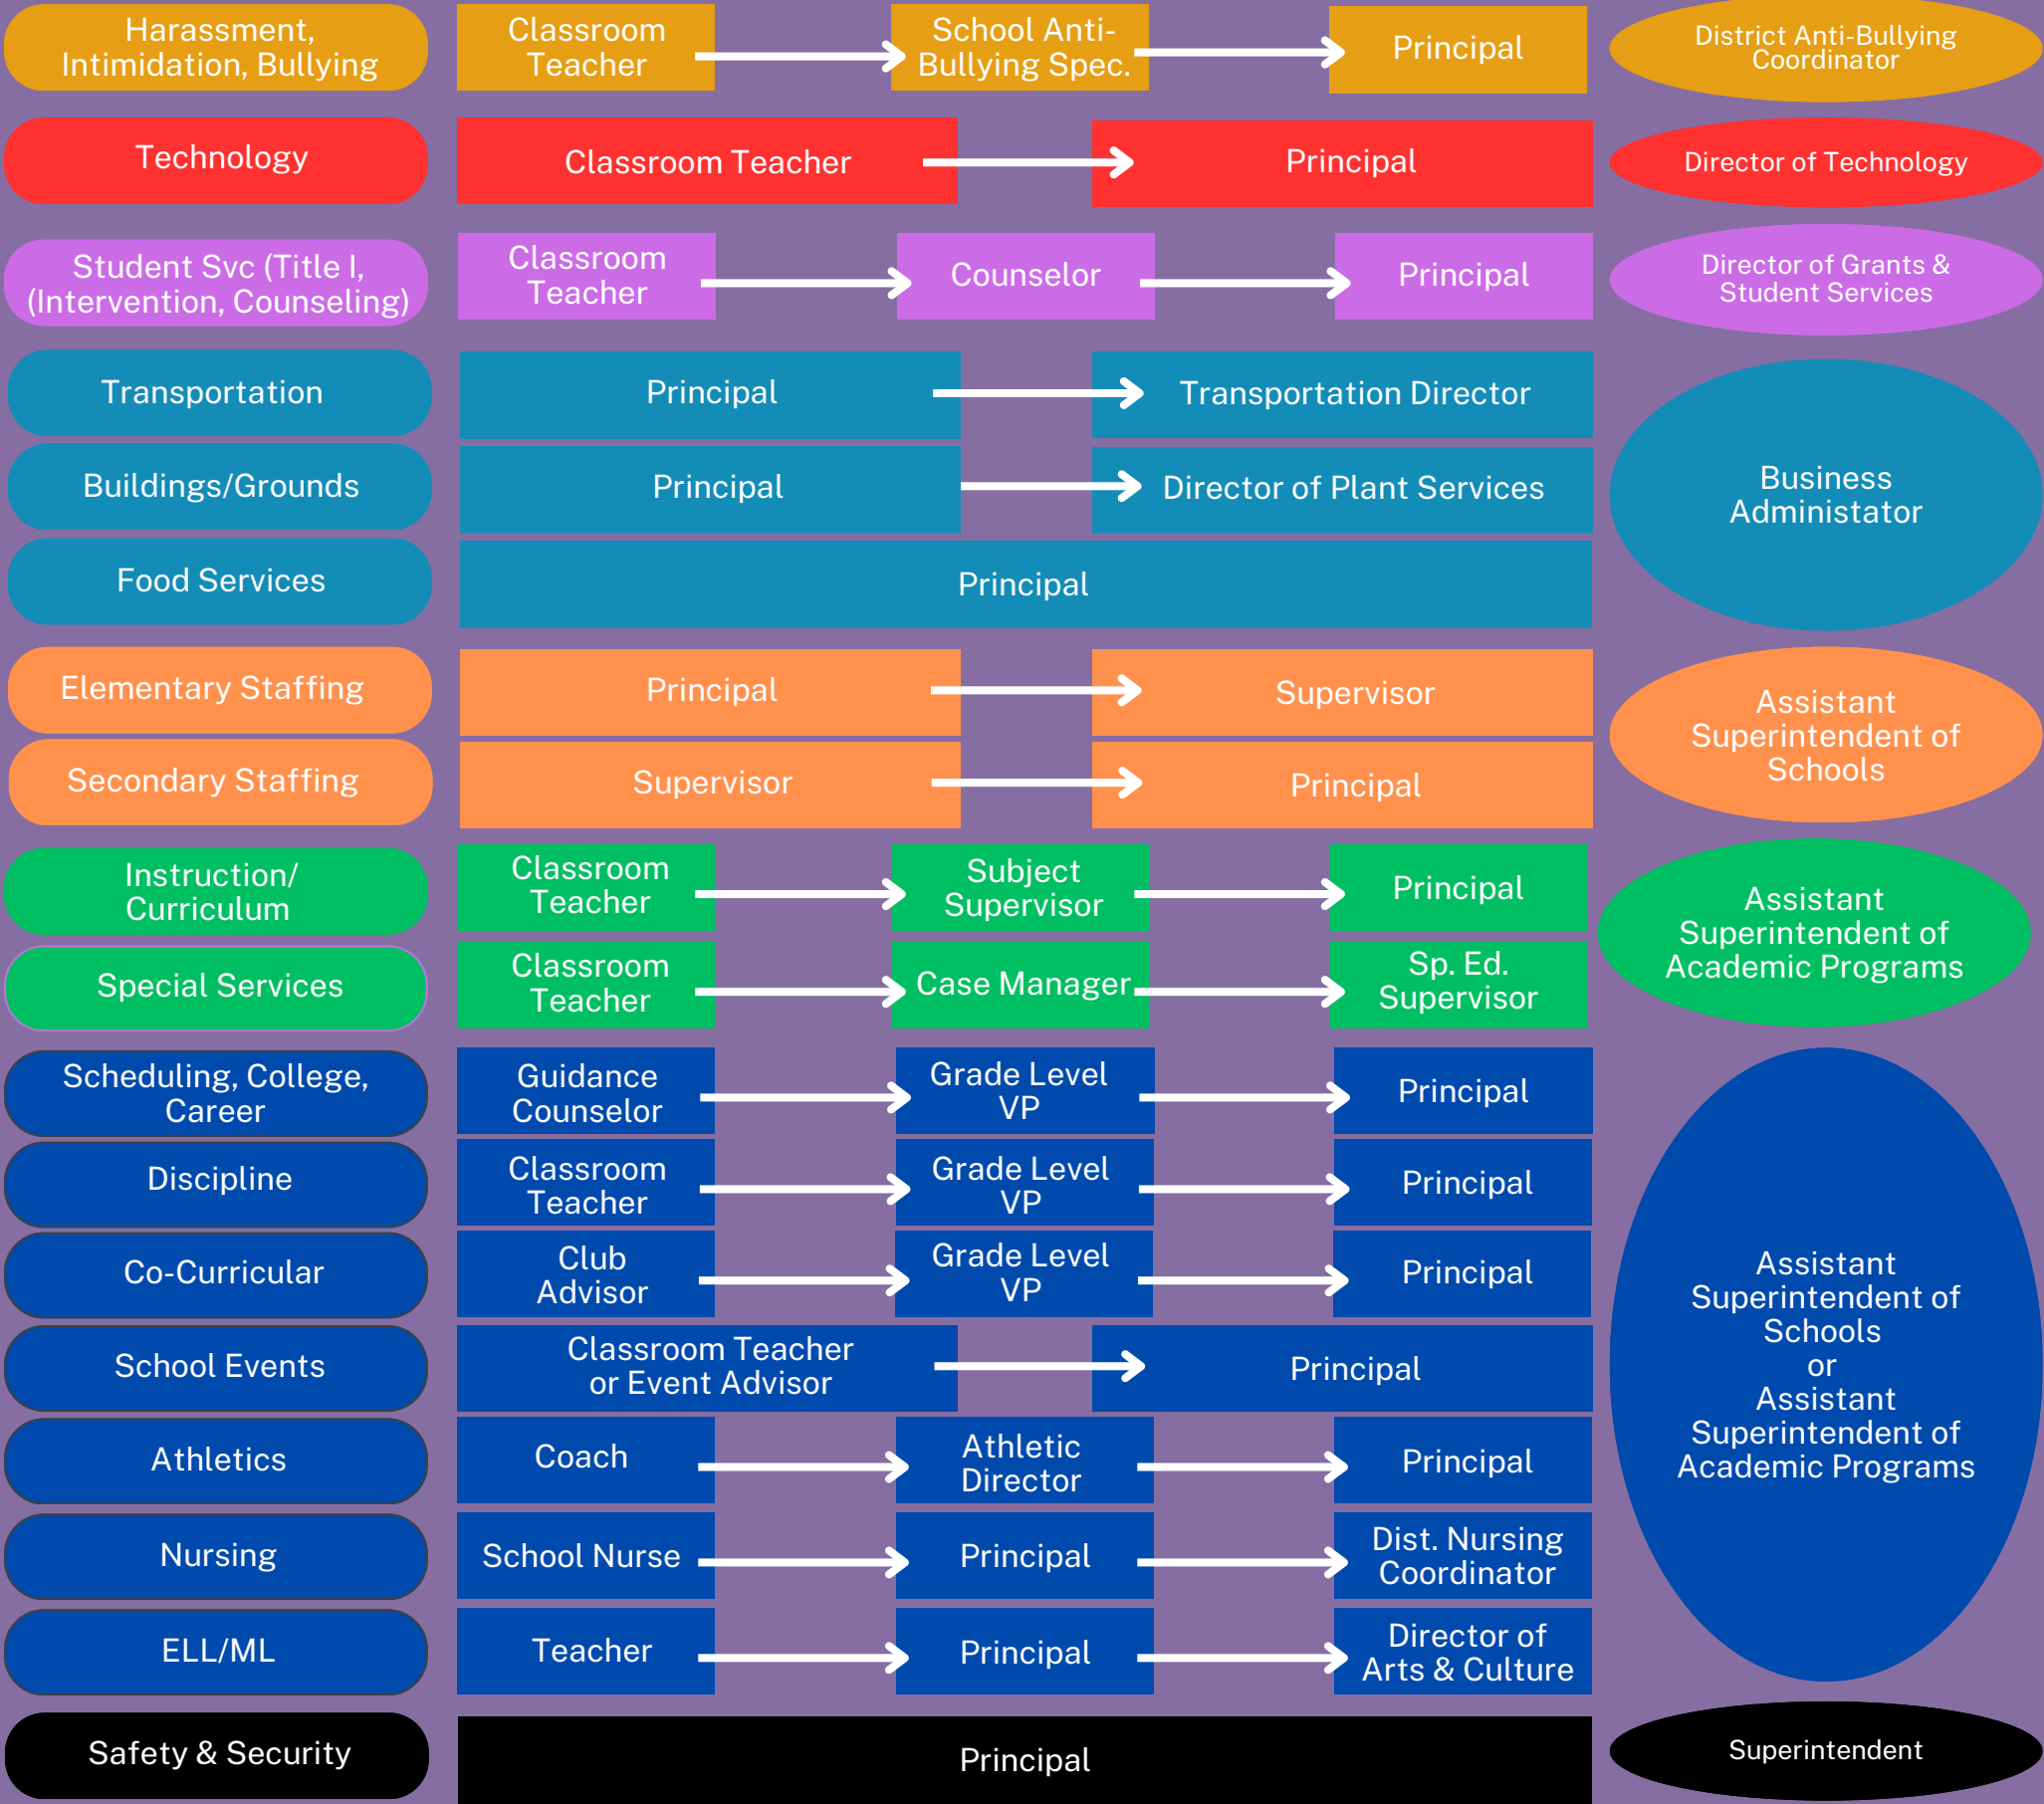 Harassment,
Intimidation, Bullying
Classroom
Teacher
School Anti-
Bullying Spec.
Principal
District Anti-Bullying
Coordinator
Technology
Classroom Teacher
Principal
Director of Technology
Student Svc (Title I,
(Intervention, Counseling)
Classroom
Teacher
Counselor
Principal
Director of Grants &
Student Services
Transportation
Principal
Transportation Director
Buildings/Grounds
Principal
Director of Plant Services
Food Services
Principal
Business
Administator
Elementary Staffing
Principal
Supervisor
Secondary Staffing
Supervisor
Principal
Assistant
Superintendent of
Schools
Instruction/
Curriculum
Classroom
Teacher
Subject
Supervisor
Principal
Special Services
Classroom
Teacher
Case Manager
Sp. Ed.
Supervisor
Assistant
Superintendent of
Academic Programs
Scheduling, College,
Career
Guidance
Counselor
Grade Level
VP
Principal
Discipline
Classroom
Teacher
Grade Level
VP
Principal
Co-Curricular
Club
Advisor
Grade Level
VP
Principal
School Events
Classroom Teacher
or Event Advisor
Principal
Athletics
Coach
Athletic
Director
Principal
Nursing
School Nurse
Principal
Dist. Nursing
Coordinator
ELL/ML
Teacher
Principal
Director of
Arts & Culture
Assistant
Superintendent of
Schools
or
Assistant
Superintendent of
Academic Programs
Safety & Security
Principal
Superintendent